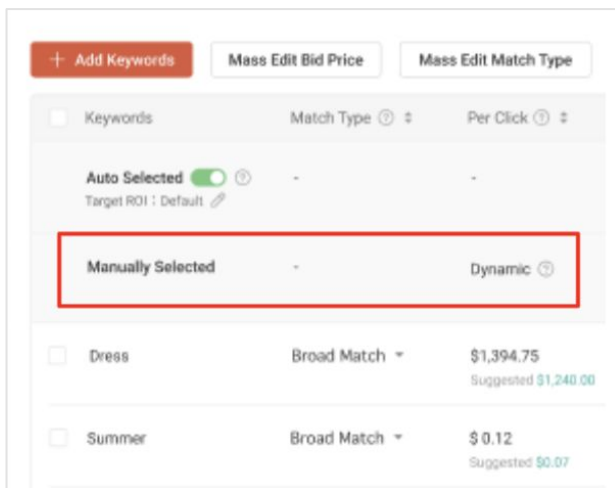 + Add Keywords Mass Edit Bid Price Mass Edit Match Type
Keywords Match Type Per Click
Auto Selected - -
Target ROI : Default
Manually Selected - Dynamic
Dress Broad Match $1,394.75
Suggested $1,240.00
Summer Broad Match $ 0.12
Suggested $0.07